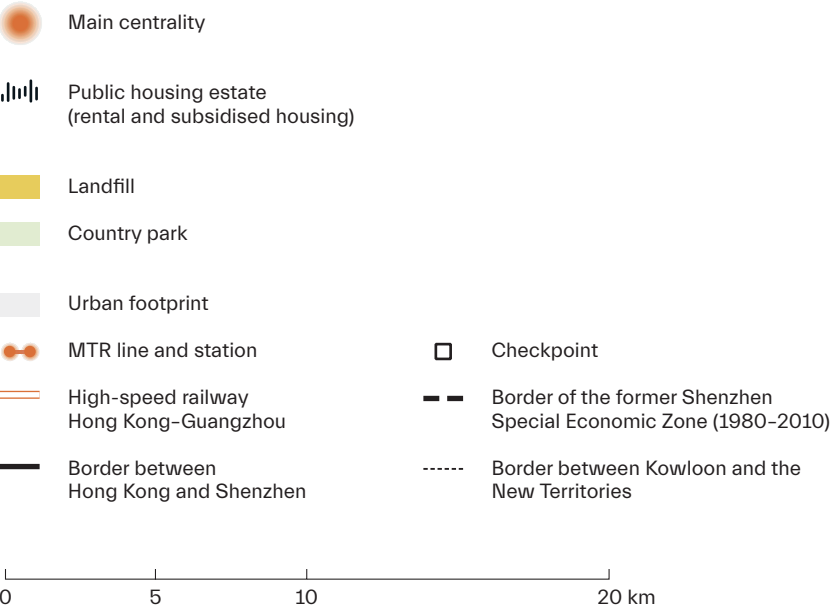 Main centrality
Public housing estate
(rental and subsidised housing)
Landfill
Country park
Urban footprint
MTR line and station
High-speed railway
Hong Kong–Guangzhou
Border between
Hong Kong and Shenzhen
Checkpoint
Border of the former Shenzhen
Special Economic Zone (1980–2010)
Border between Kowloon and the
New Territories
0 5 10 20 km